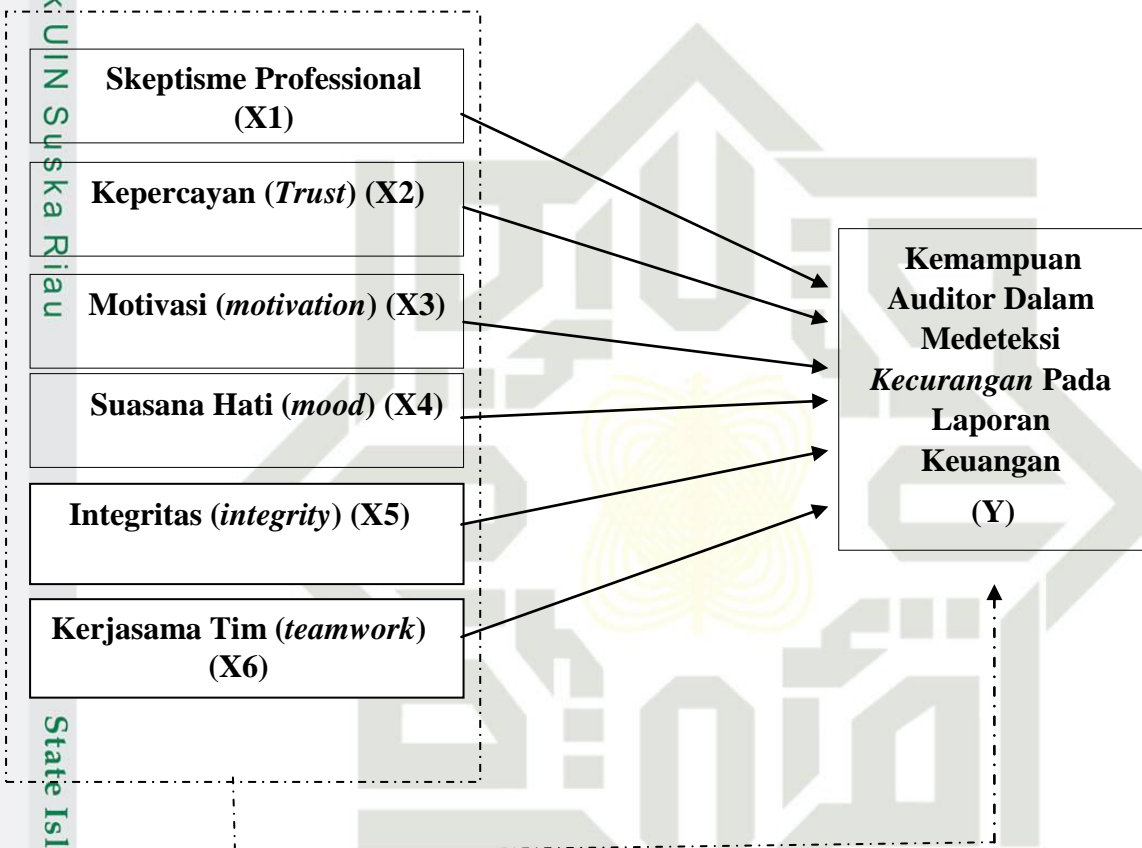 k UIN Suska Riau
Skeptisme Professional
(X1)
Kepercayan (Trust) (X2)
Motivasi (motivation) (X3)
Suasana Hati (mood) (X4)
Integritas (integrity) (X5)
Kerjasama Tim (teamwork)
(X6)
Kemampuan
Auditor Dalam
Medeteksi
Kecurangan Pada
Laporan
Keuangan
(Y)
State Isl